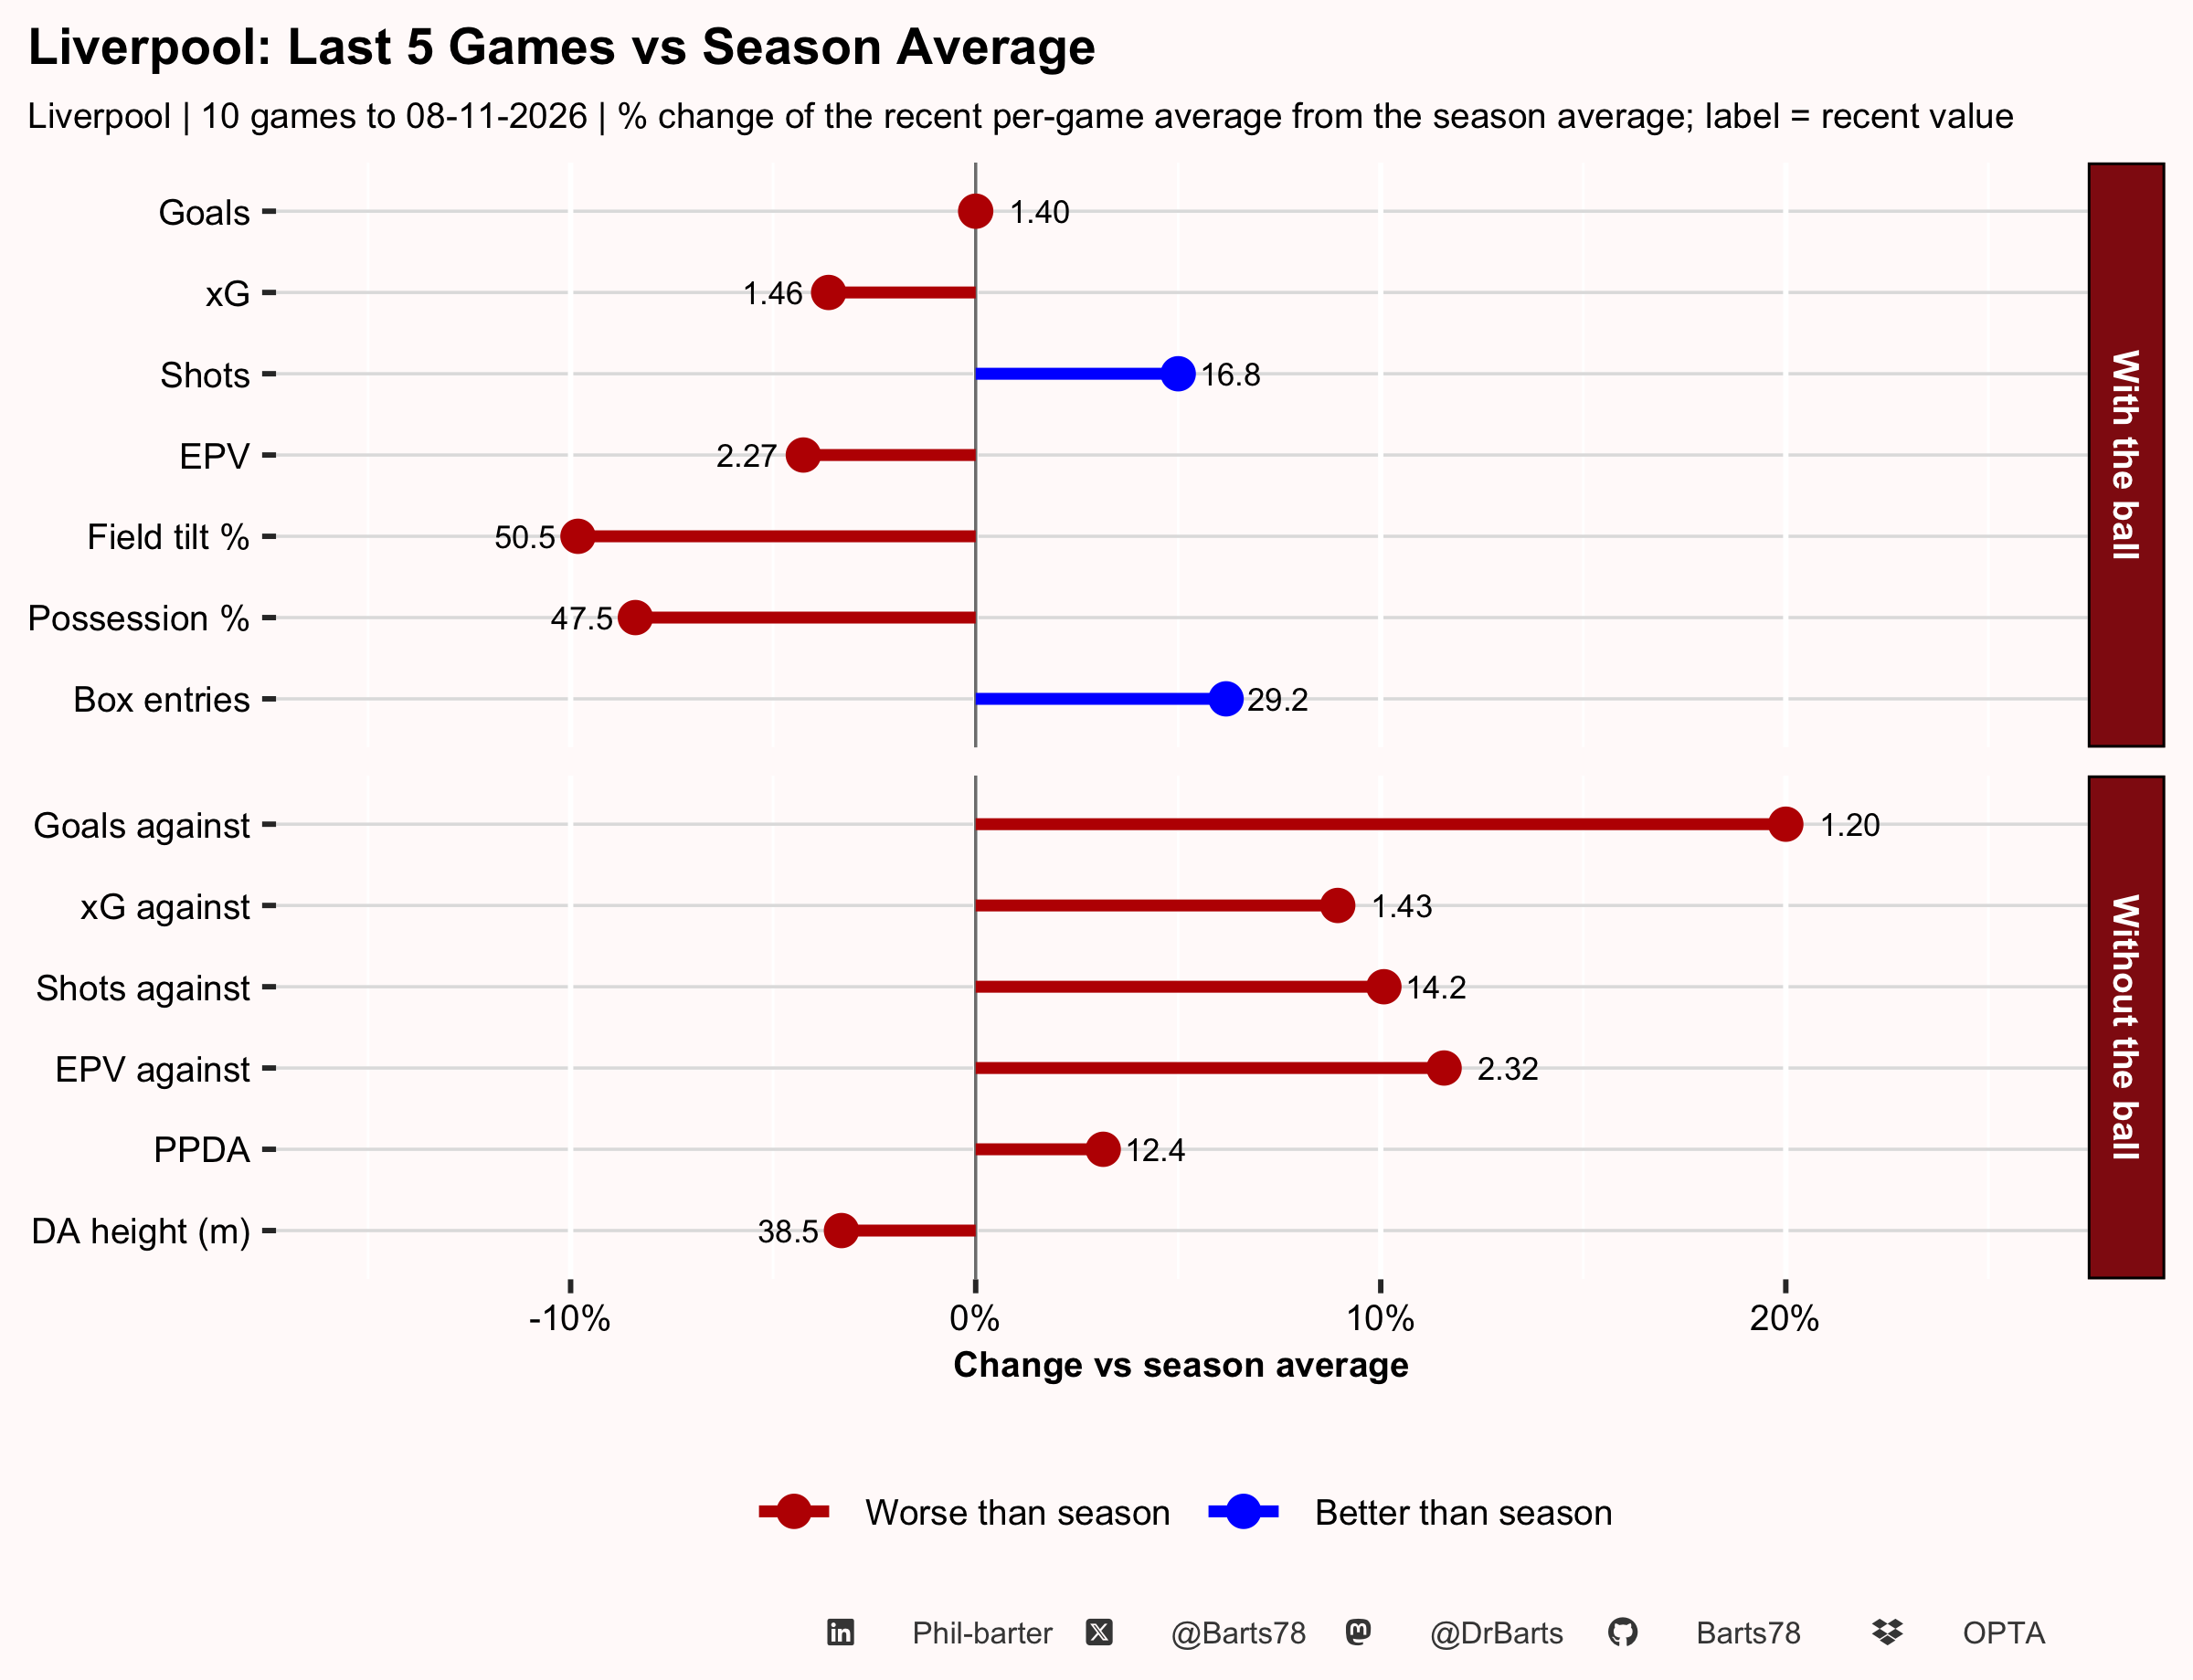 Liverpool: Last 5 Games vs Season Average
Liverpool | 10 games to 08-11-2026 | % change of the recent per-game average from the season average; label = recent value
With the ball
Goals 1.40
xG 1.46
Shots 16.8
EPV 2.27
Field tilt % 50.5
Possession % 47.5
Box entries 29.2
Without the ball
Goals against 1.20
xG against 1.43
Shots against 14.2
EPV against 2.32
PPDA 12.4
DA height (m) 38.5
-10% 0% 10% 20%
Change vs season average
Worse than season Better than season
Phil-barter @Barts78 @DrBarts Barts78 OPTA